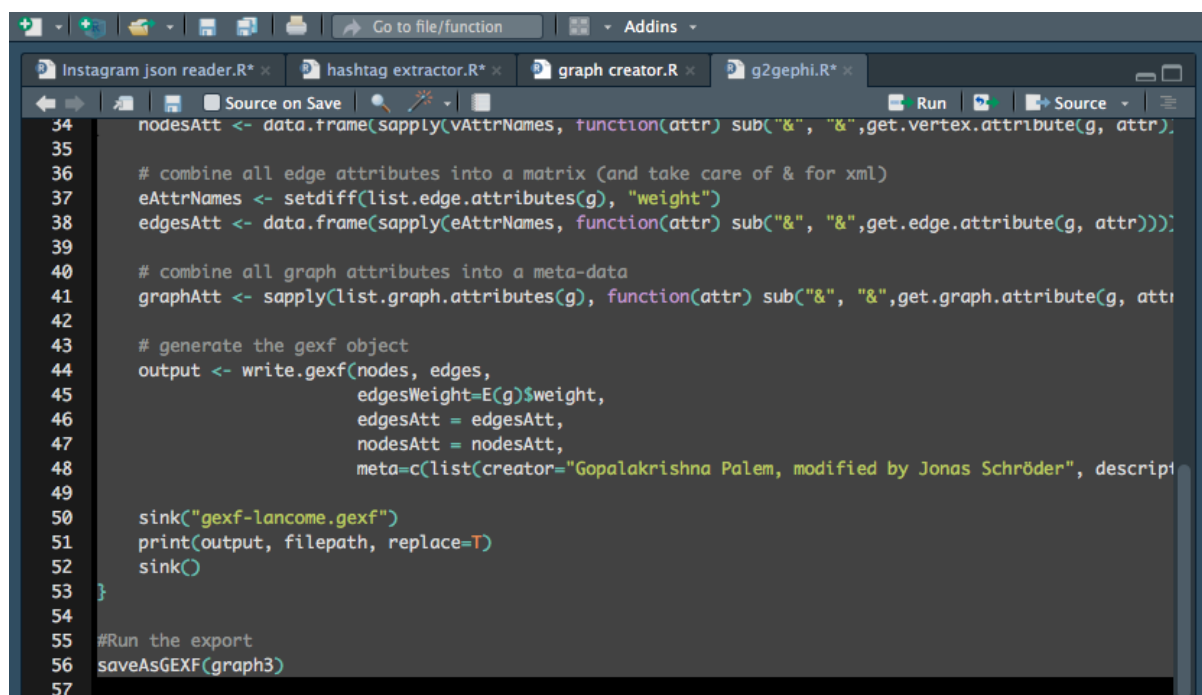 Go to file/function Addins
Instagram json reader.R* × hashtag extractor.R* × graph creator.R × g2gephi.R* ×
Source on Save Run Source
34 nodesAtt <- data.frame(sapply(vAttrNames, function(attr) sub("&", "&",get.vertex.attribute(g, attr))
35
36 # combine all edge attributes into a matrix (and take care of & for xml)
37 eAttrNames <- setdiff(list.edge.attributes(g), "weight")
38 edgesAtt <- data.frame(sapply(eAttrNames, function(attr) sub("&", "&",get.edge.attribute(g, attr))))
39
40 # combine all graph attributes into a meta-data
41 graphAtt <- sapply(list.graph.attributes(g), function(attr) sub("&", "&",get.graph.attribute(g, attr
42
43 # generate the gexf object
44 output <- write.gexf(nodes, edges,
45 edgesWeight=E(g)$weight,
46 edgesAtt = edgesAtt,
47 nodesAtt = nodesAtt,
48 meta=c(list(creator="Gopalakrishna Palem, modified by Jonas Schröder", descript
49
50 sink("gexf-lancome.gexf")
51 print(output, filepath, replace=T)
52 sink()
53 }
54
55 #Run the export
56 saveAsGEXF(graph3)
57